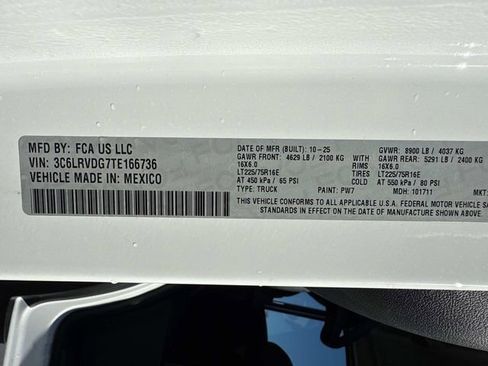 MFD BY: FCA US LLC
VIN: 3C6LRVDG7TE166736
VEHICLE MADE IN: MEXICO
DATE OF MFR (BUILT): 10-25 GVWR: 8900 LB / 4037 KG
GAWR FRONT: 4629 LB / 2100 KG WITH GAWR REAR: 5291 LB / 2400 KG
16X6.0 RIMS 16X6.0
LT225/75R16E TIRES LT225/75R16E
AT 450 kPa / 65 PSI COLD AT 550 kPa / 80 PSI
TYPE: TRUCK PAINT: PW7 MDH: 101711 MKT:
THIS VEHICLE CONFORMS TO ALL APPLICABLE U.S.A. FEDERAL MOTOR VEHICLE SA
STANDARDS IN EFFECT ON THE DATE OF MANUFACTURE SHOWN ABOVE.